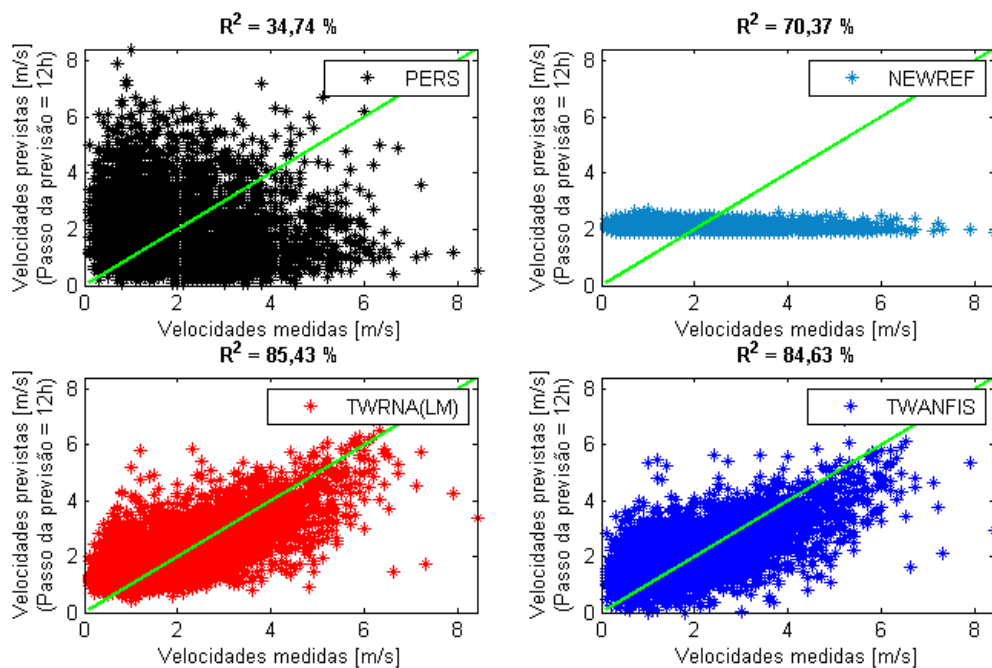 R² = 34,74 %
Velocidades previstas [m/s]
(Passo da previsão = 12h)
8
6
4
2
0
PERS
0 2 4 6 8
Velocidades medidas [m/s]
R² = 70,37 %
Velocidades previstas [m/s]
(Passo da previsão = 12h)
8
6
4
2
0
NEWREF
0 2 4 6 8
Velocidades medidas [m/s]
R² = 85,43 %
Velocidades previstas [m/s]
(Passo da previsão = 12h)
8
6
4
2
0
TWRNA(LM)
0 2 4 6 8
Velocidades medidas [m/s]
R² = 84,63 %
Velocidades previstas [m/s]
(Passo da previsão = 12h)
8
6
4
2
0
TWANFIS
0 2 4 6 8
Velocidades medidas [m/s]